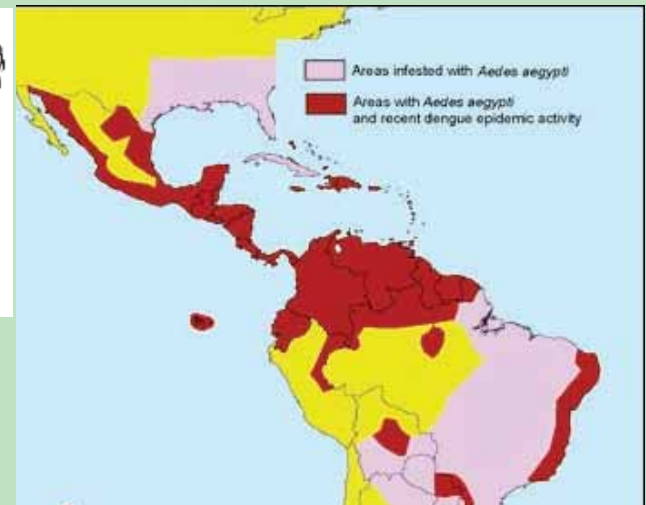 Areas infested with Aedes aegypti
Areas with Aedes aegypti
and recent dengue epidemic activity